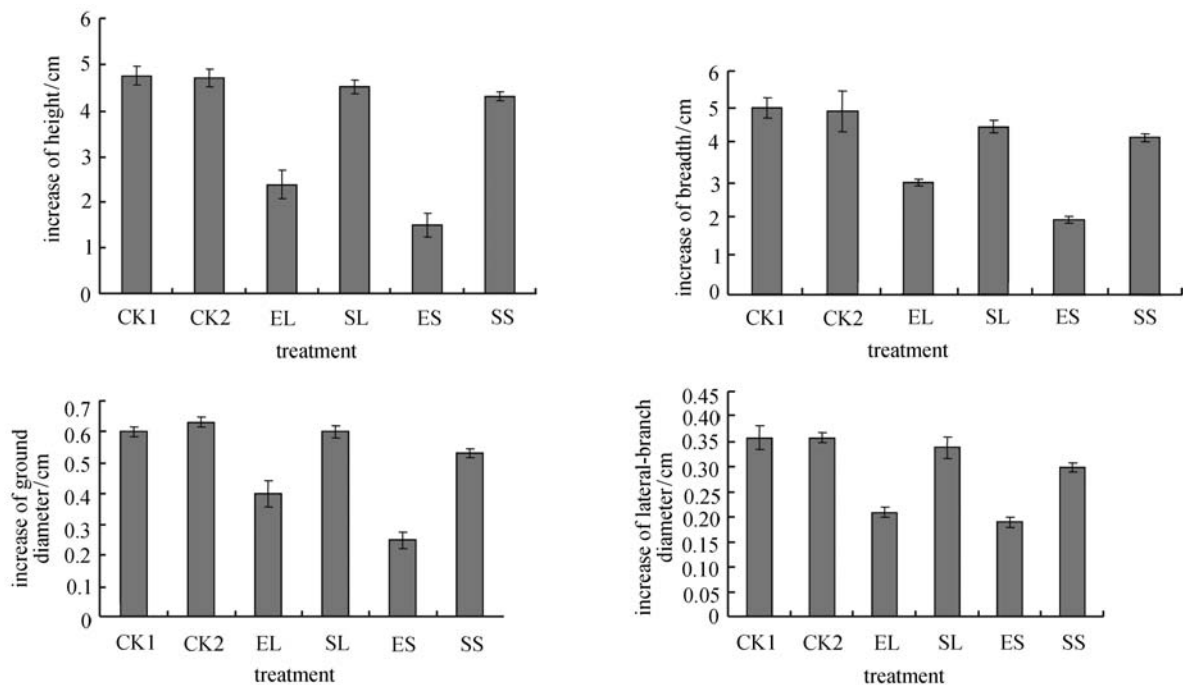 6
5
4
3
2
1
0
increase of height/cm
CK1 CK2 EL SL ES SS
treatment
6
5
4
3
2
1
0
increase of breadth/cm
CK1 CK2 EL SL ES SS
treatment
0.7
0.6
0.5
0.4
0.3
0.2
0.1
0
increase of ground
diameter/cm
CK1 CK2 EL SL ES SS
treatment
0.45
0.40
0.35
0.30
0.25
0.20
0.15
0.10
0.05
0
increase of lateral-branch
diameter/cm
CK1 CK2 EL SL ES SS
treatment